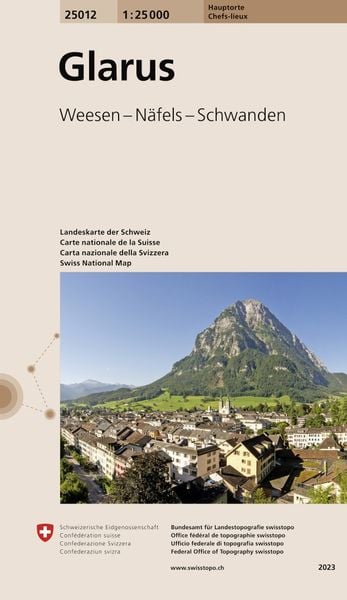 25012
1:25 000
Hauptorte
Chefs-lieux
Glarus
Weesen – Näfels – Schwanden
Landeskarte der Schweiz
Carte nationale de la Suisse
Carta nazionale della Svizzera
Swiss National Map
Schweizerische Eidgenossenschaft
Confédération suisse
Confederazione Svizzera
Confederaziun svizra
Bundesamt für Landestopografie swisstopo
Office fédéral de topographie swisstopo
Ufficio federale di topografia swisstopo
Federal Office of Topography swisstopo
www.swisstopo.ch
2023